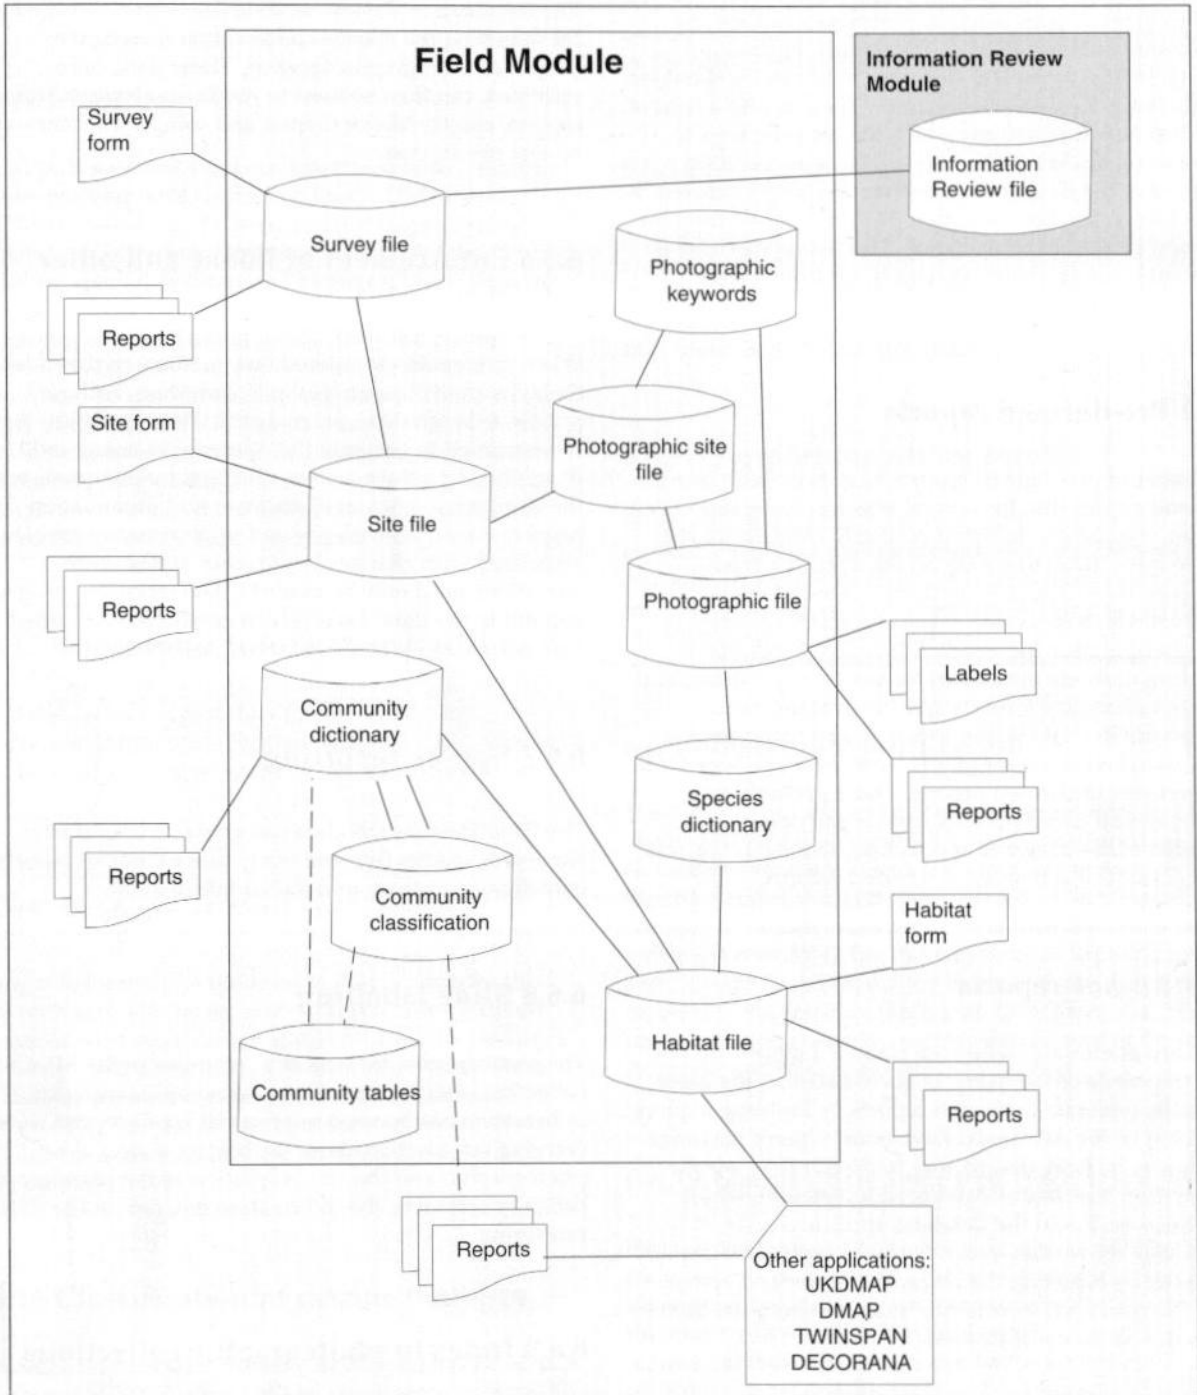 Field Module
Information Review
Module
Information
Review file
Survey
form
Survey file
Photographic
keywords
Reports
Site form
Photographic site
file
Site file
Reports
Photographic file
Labels
Community
dictionary
Species
dictionary
Reports
Reports
Community
classification
Habitat
form
Habitat file
Community tables
Reports
Reports
Other applications:
UKDMAP
DMAP
TWINSPAN
DECORANA